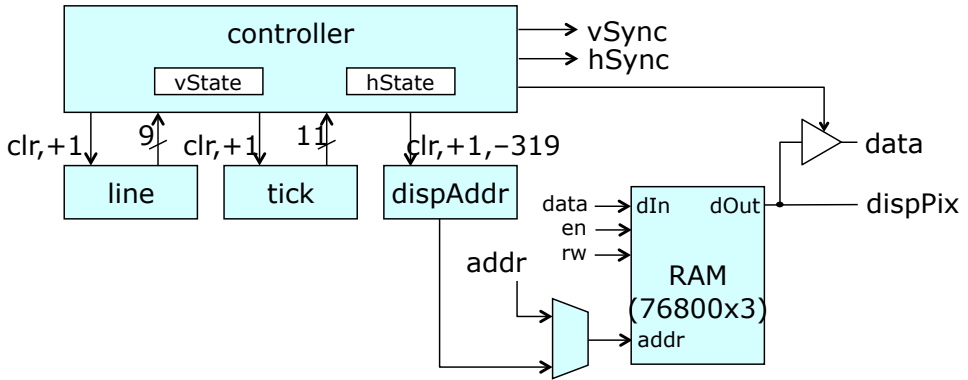 controller
vState
hState
vSync
hSync
clr,+1
9
clr,+1
11
clr,+1,–319
line
tick
dispAddr
data
dispPix
data
en
rw
dIn
dOut
RAM
(76800x3)
addr
addr